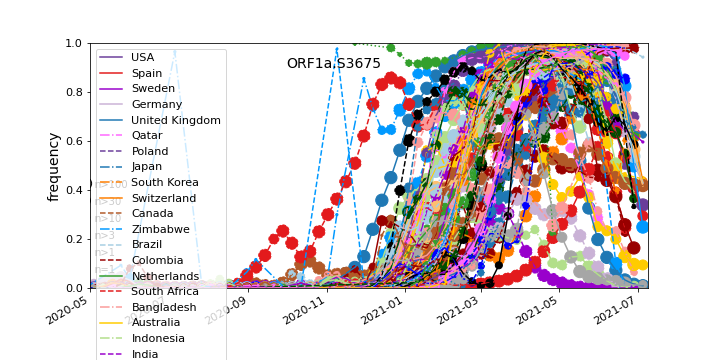 1.0
ORF1a,S3675
0.8
0.6
0.4
0.2
0.0
frequency
USA
Spain
Sweden
Germany
United Kingdom
Qatar
Poland
Japan
South Korea
Switzerland
Canada
Zimbabwe
Brazil
Colombia
Netherlands
South Africa
Bangladesh
Australia
Indonesia
India
n>100
n>30
n>10
n>3
n>1
2020-05
2020-07
2020-09
2020-11
2021-01
2021-03
2021-05
2021-07